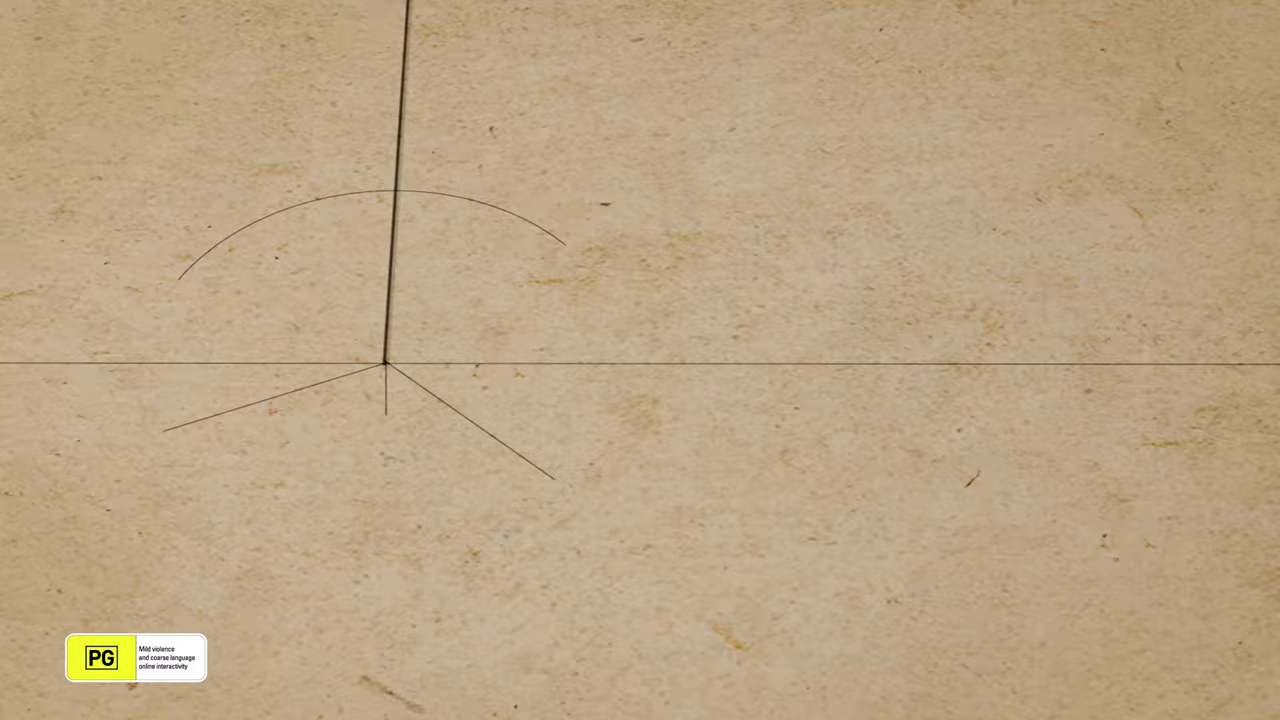 PG
Mild violence
and coarse language
online interactivity